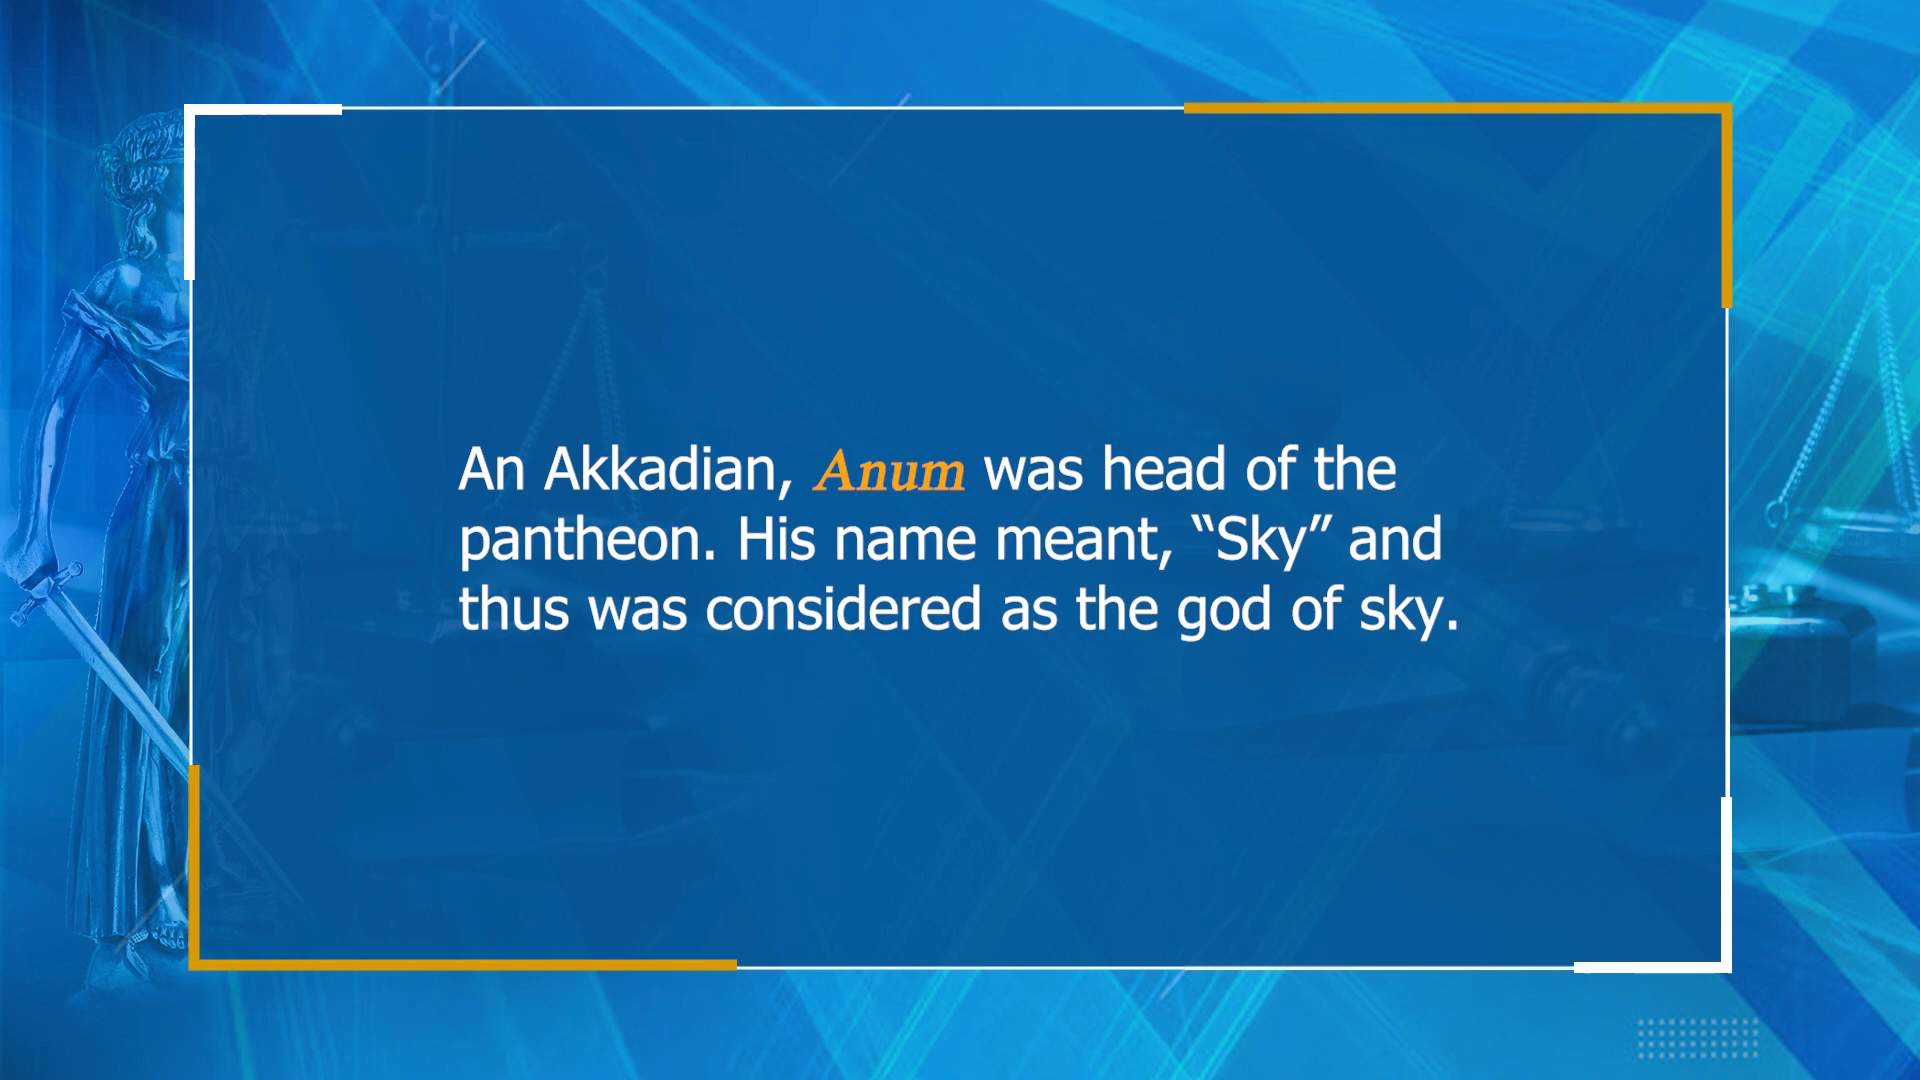 An Akkadian, Anum was head of the
pantheon. His name meant, “Sky” and
thus was considered as the god of sky.